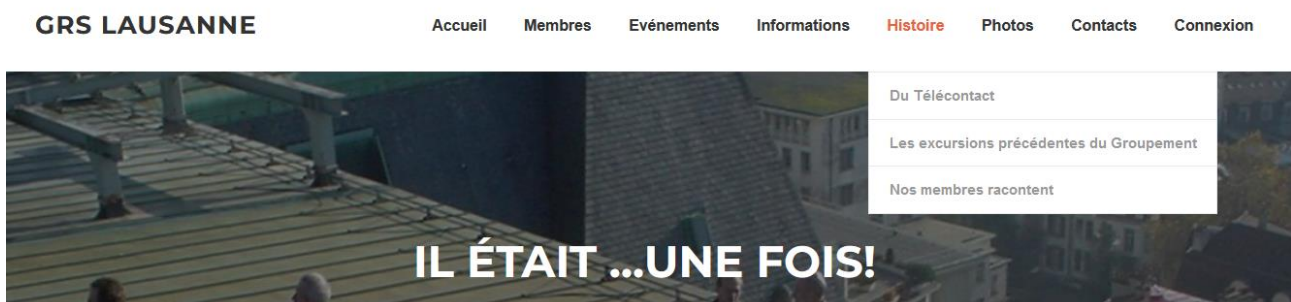 GRS LAUSANNE
Accueil Membres Evénements Informations Histoire Photos Contacts Connexion
Du Télécontact
Les excursions précédentes du Groupement
Nos membres racontent
IL ÉTAIT ...UNE FOIS!